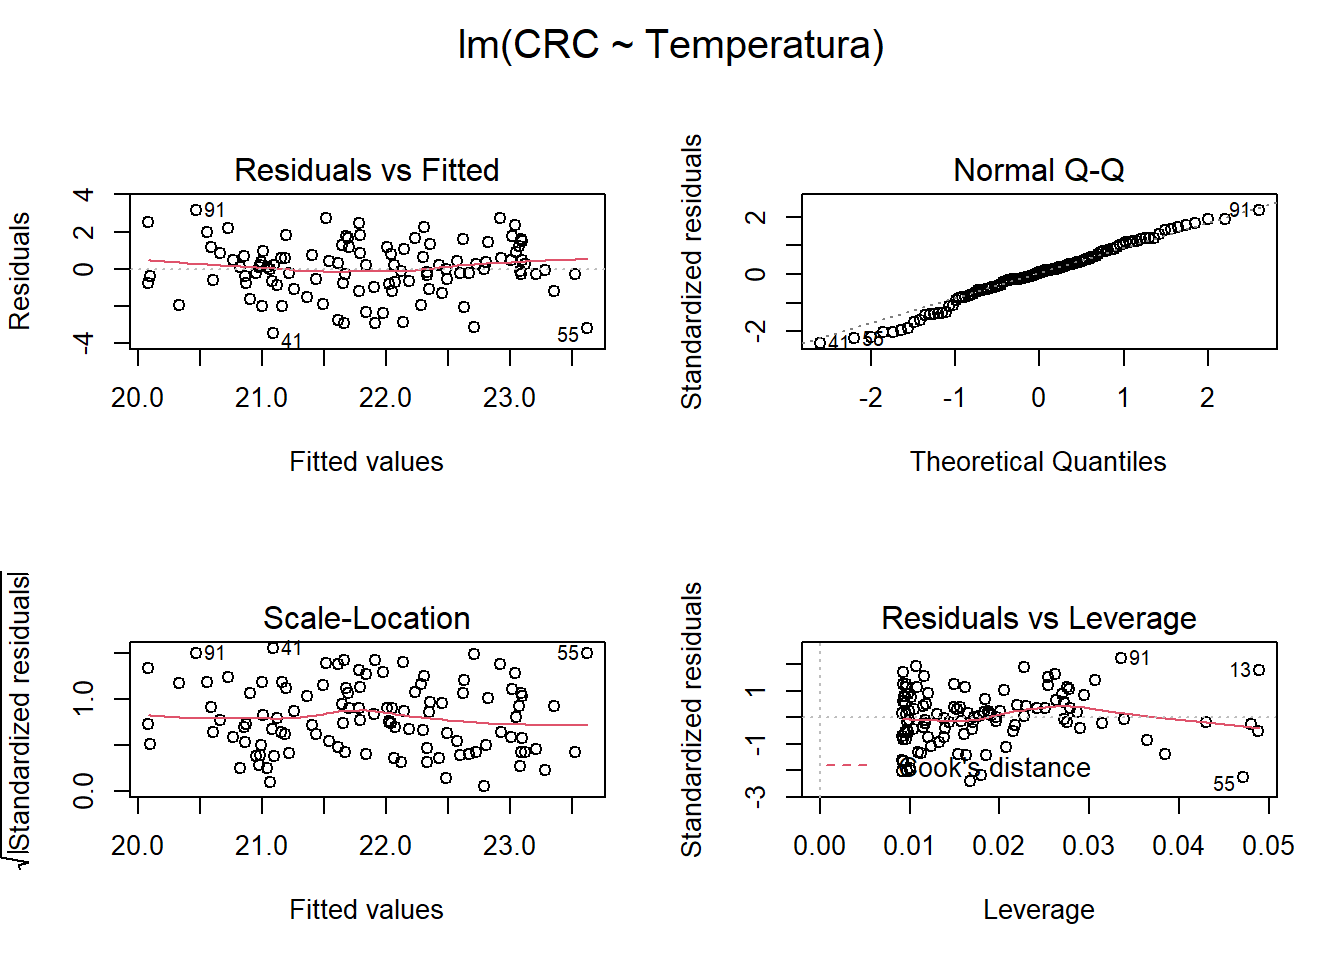 lm(CRC ~ Temperatura)
Residuals vs Fitted
Residuals
4
2
0
-4
91
41
55
20.0 21.0 22.0 23.0
Fitted values
Normal Q-Q
Standardized residuals
2
0
-2
91
41
55
-2 -1 0 1 2
Theoretical Quantiles
Scale-Location
√|Standardized residuals|
1.0
0.0
91
41
55
20.0 21.0 22.0 23.0
Fitted values
Residuals vs Leverage
Standardized residuals
1
-1
-3
91
13
55
Cook's distance
0.00 0.01 0.02 0.03 0.04 0.05
Leverage